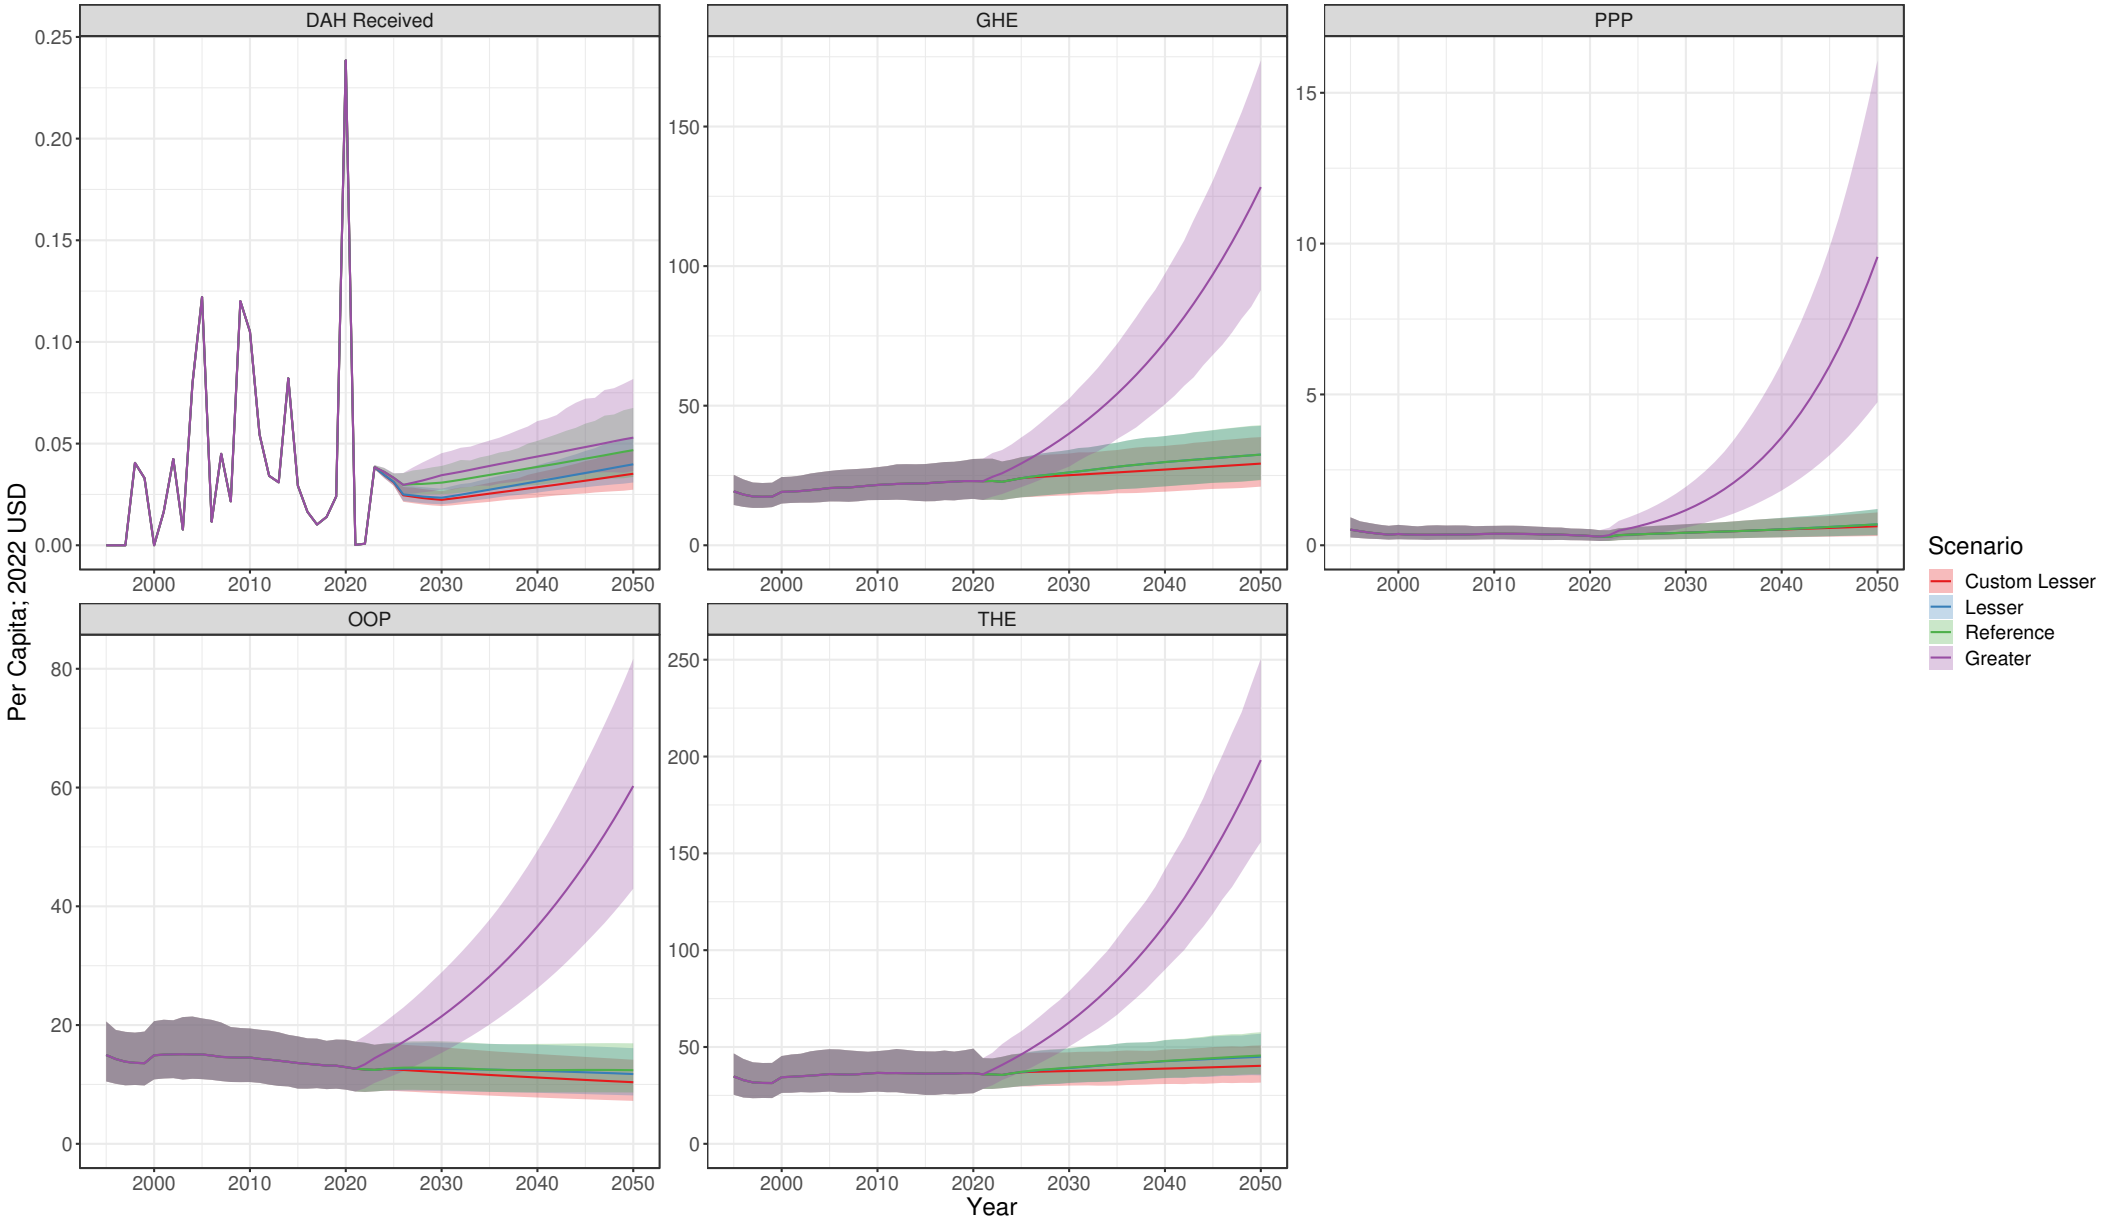 DAH Received
GHE
PPP
0.25
0.20
0.15
0.10
0.05
0.00
150
100
50
0
15
10
5
0
2000 2010 2020 2030 2040 2050
2000 2010 2020 2030 2040 2050
2000 2010 2020 2030 2040 2050
OOP
THE
80
60
40
20
0
250
200
150
100
50
0
2000 2010 2020 2030 2040 2050
2000 2010 2020 2030 2040 2050
Per Capita; 2022 USD
Year
Scenario
Custom Lesser
Lesser
Reference
Greater